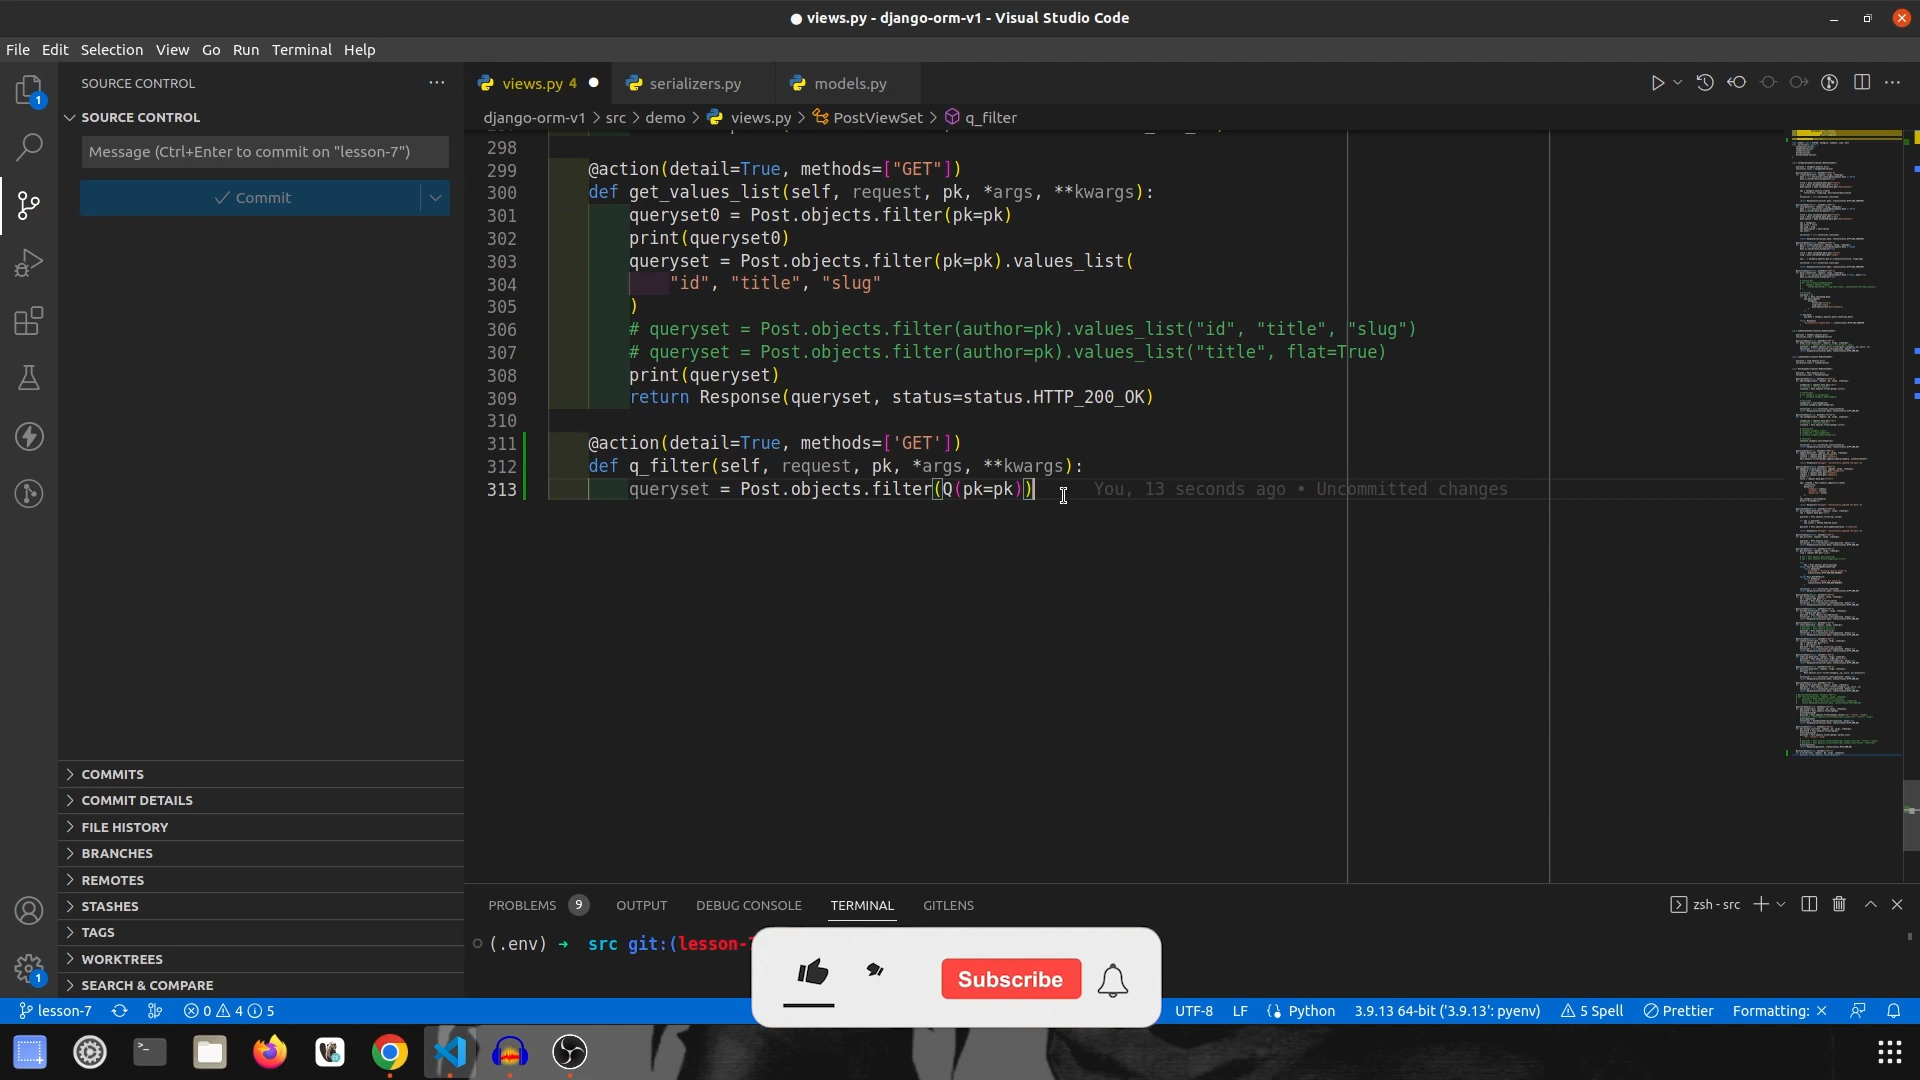 views.py - django-orm-v1 - Visual Studio Code
File Edit Selection View Go Run Terminal Help
SOURCE CONTROL
views.py 4 serializers.py models.py
SOURCE CONTROL
django-orm-v1 > src > demo > views.py > PostViewSet > q_filter
Message (Ctrl+Enter to commit on "lesson-7")
Commit
298
299 @action(detail=True, methods=["GET"])
300 def get_values_list(self, request, pk, *args, **kwargs):
301 queryset0 = Post.objects.filter(pk=pk)
302 print(queryset0)
303 queryset = Post.objects.filter(pk=pk).values_list(
304 "id", "title", "slug"
305 )
306 # queryset = Post.objects.filter(author=pk).values_list("id", "title", "slug")
307 # queryset = Post.objects.filter(author=pk).values_list("title", flat=True)
308 print(queryset)
309 return Response(queryset, status=status.HTTP_200_OK)
310
311 @action(detail=True, methods=['GET'])
312 def q_filter(self, request, pk, *args, **kwargs):
313 queryset = Post.objects.filter(Q(pk=pk)) You, 13 seconds ago • Uncommitted changes
COMMITS
COMMIT DETAILS
FILE HISTORY
BRANCHES
REMOTES
STASHES
TAGS
WORKTREES
SEARCH & COMPARE
PROBLEMS 9 OUTPUT DEBUG CONSOLE TERMINAL GITLENS zsh - src
(.env) → src git:(lesson-
Subscribe
lesson-7 0 4 5 UTF-8 LF Python 3.9.13 64-bit ('3.9.13': pyenv) 5 Spell Prettier Formatting: ×
1
1